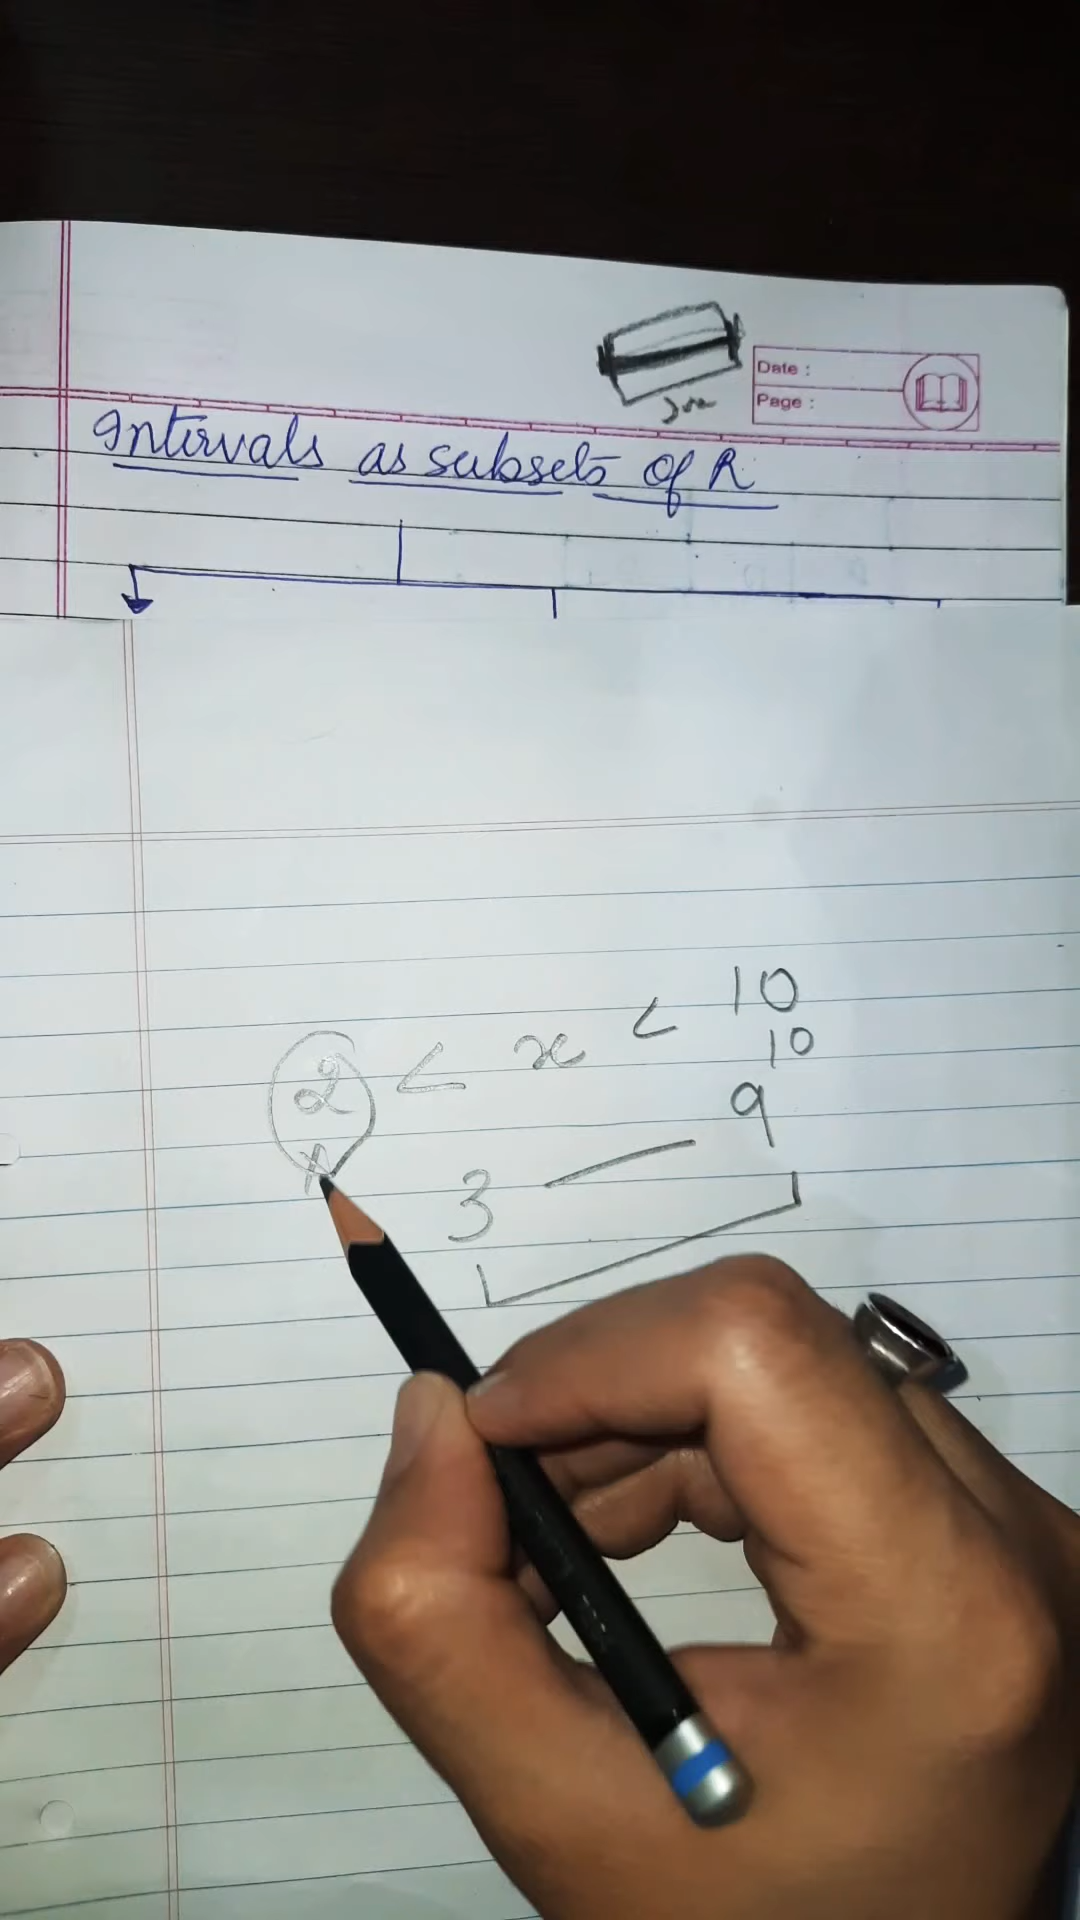 Date :
Page :
Intervals as subsets of R
2 < x < 10
10
3 — 9